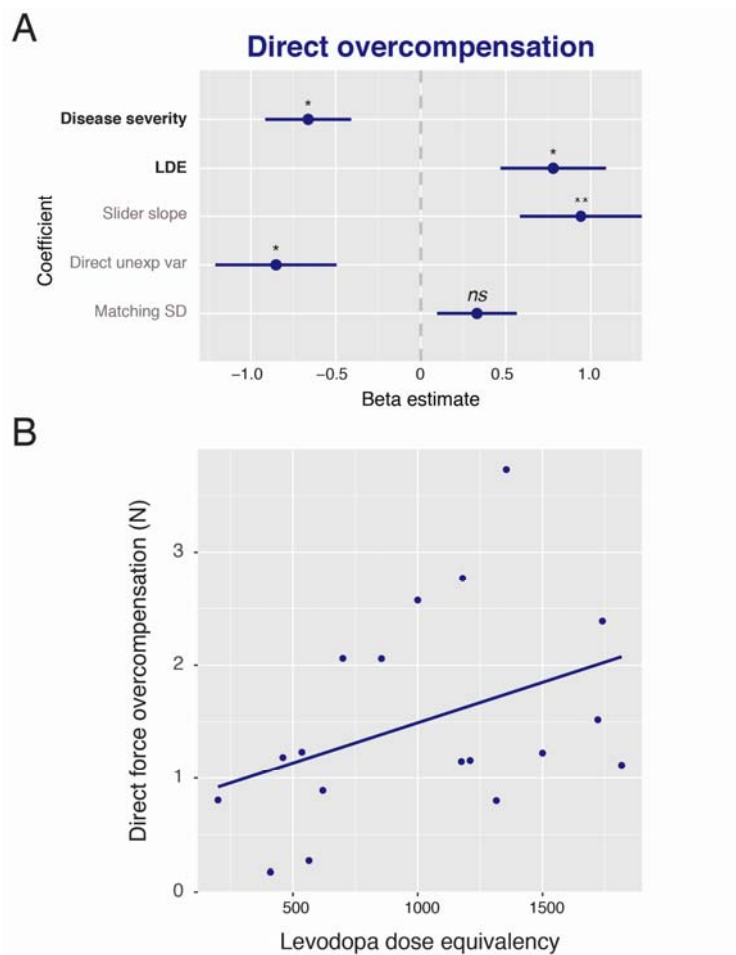 A
Direct overcompensation
*
Disease severity
*
LDE
**
Slider slope
*
Direct unexp var
ns
Matching SD
Coefficient
−1.0 −0.5 0 0.5 1.0
Beta estimate
B
Direct force overcompensation (N)
3
2
1
0
500 1000 1500
Levodopa dose equivalency